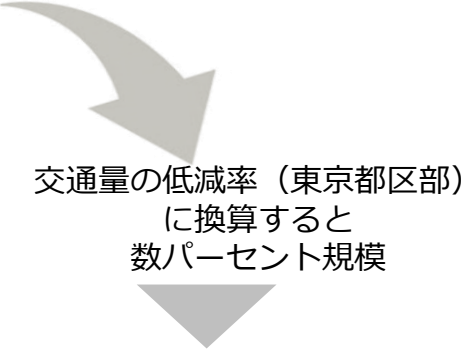 交通量の低減率（東京都区部）
に換算すると
数パーセント規模